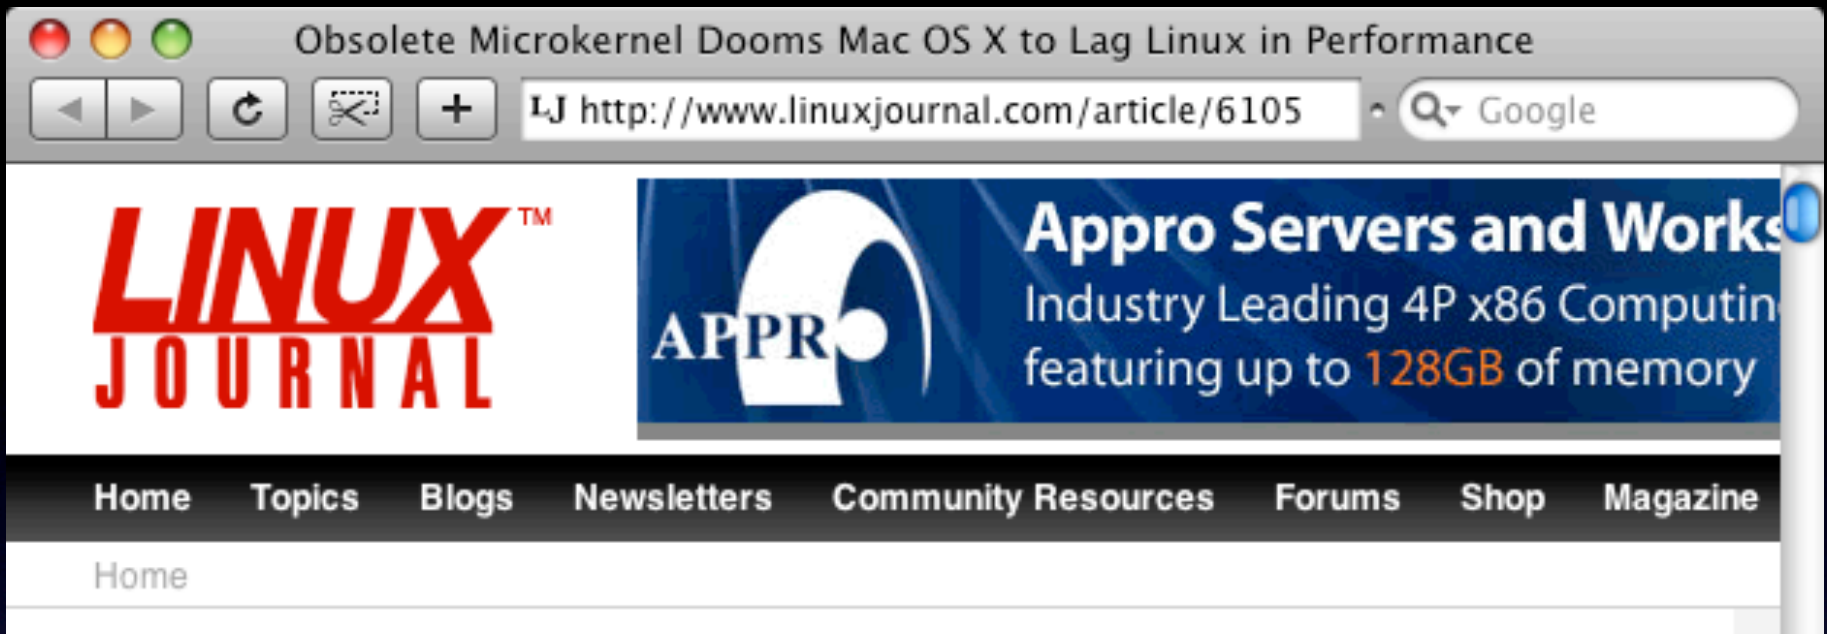 Obsolete Microkernel Dooms Mac OS X to Lag Linux in Performance
LJ http://www.linuxjournal.com/article/6105 Google
LINUX™
JOURNAL
APPRO
Appro Servers and Works
Industry Leading 4P x86 Computin
featuring up to 128GB of memory
Home Topics Blogs Newsletters Community Resources Forums Shop Magazine
Home